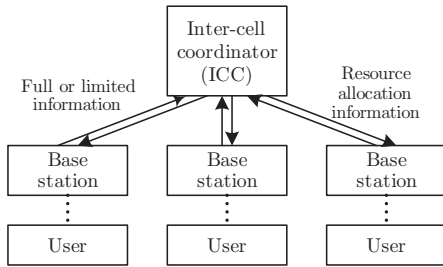 Inter-cell
coordinator
(ICC)
Full or limited
information
Resource
allocation
information
Base
station
Base
station
Base
station
User
User
User